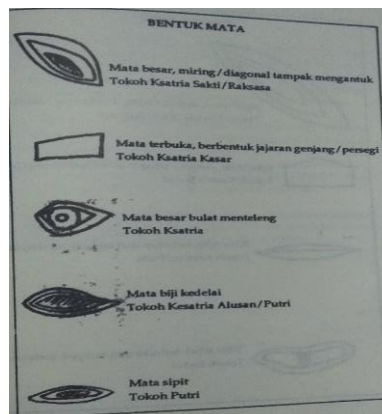 BENTUK MATA
Mata besar, miring/diagonal tampak mengantuk
Tokoh Ksatria Sakti/Raksasa
Mata terbuka, berbentuk jajaran genjang/persegi
Tokoh Ksatria Kasar
Mata besar bulat menteleng
Tokoh Ksatria
Mata biji kedelai
Tokoh Kesatria Alusan/Putri
Mata sipit
Tokoh Putri